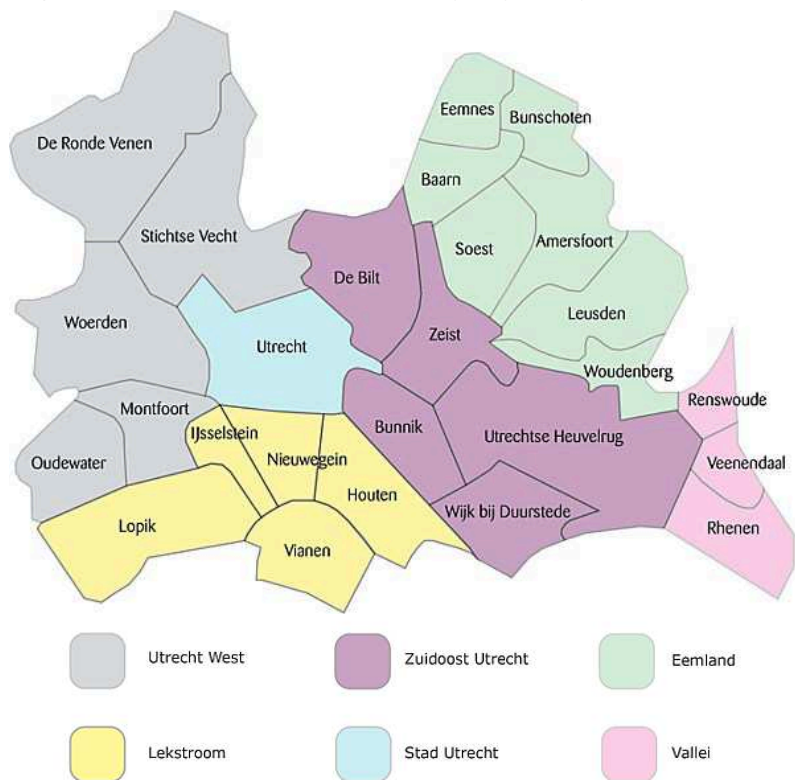 Eemnes
Bunschoten
De Ronde Venen
Baarn
Stichtse Vecht
Soest
Amersfoort
De Bilt
Leusden
Woerden
Zeist
Utrecht
Woudenberg
Renswoude
Montfoort
IJsselstein
Bunnik
Utrechtse Heuvelrug
Oudewater
Nieuwegein
Veenendaal
Houten
Lopik
Wijk bij Duurstede
Rhenen
Vianen
Utrecht West
Zuidoost Utrecht
Eemland
Lekstroom
Stad Utrecht
Vallei